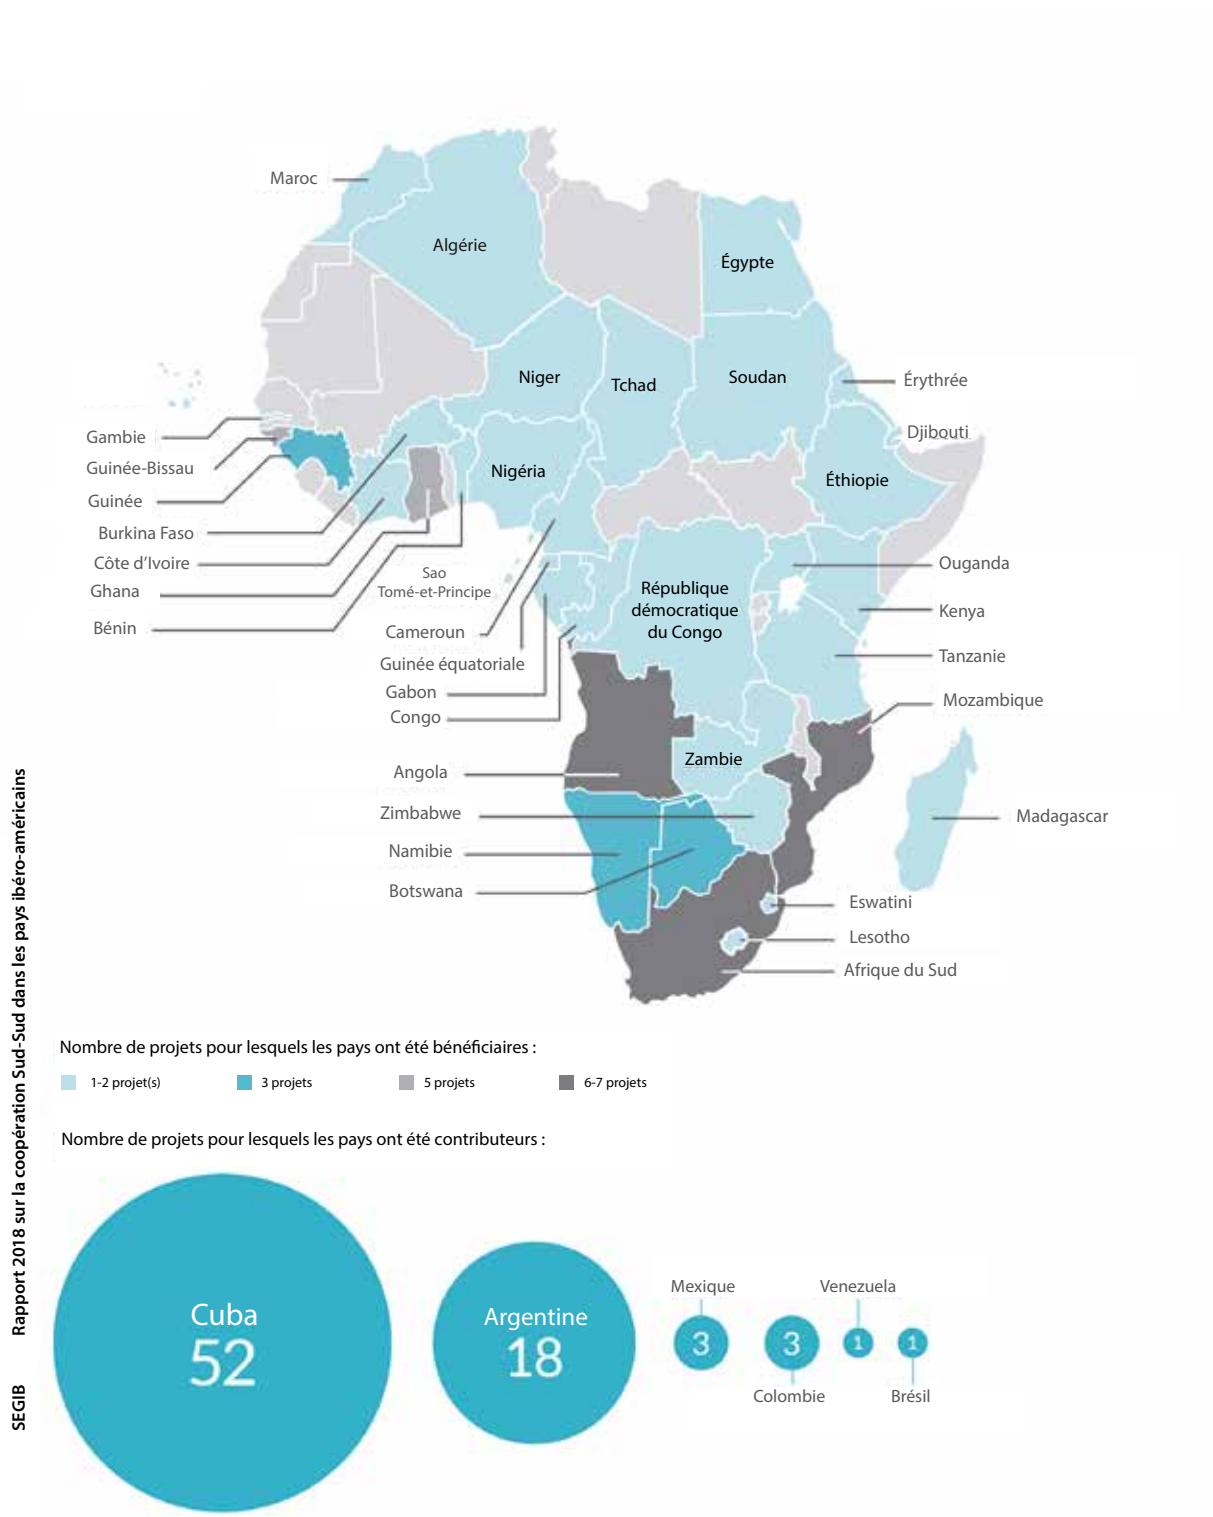 Maroc
Algérie
Égypte
Niger
Tchad
Soudan
Érythrée
Djibouti
Gambie
Guinée-Bissau
Guinée
Burkina Faso
Côte d'Ivoire
Ghana
Bénin
Nigéria
Éthiopie
Sao
Tomé-et-Principe
Cameroun
Guinée équatoriale
Gabon
Congo
République
démocratique
du Congo
Ouganda
Kenya
Tanzanie
Mozambique
Angola
Zambie
Zimbabwe
Namibie
Botswana
Madagascar
Eswatini
Lesotho
Afrique du Sud
Nombre de projets pour lesquels les pays ont été bénéficiaires :
1-2 projet(s)
3 projets
5 projets
6-7 projets
Nombre de projets pour lesquels les pays ont été contributeurs :
Cuba
52
Argentine
18
Mexique
3
Colombie
3
Venezuela
1
Brésil
1
SEGIB Rapport 2018 sur la coopération Sud-Sud dans les pays ibéro-américains